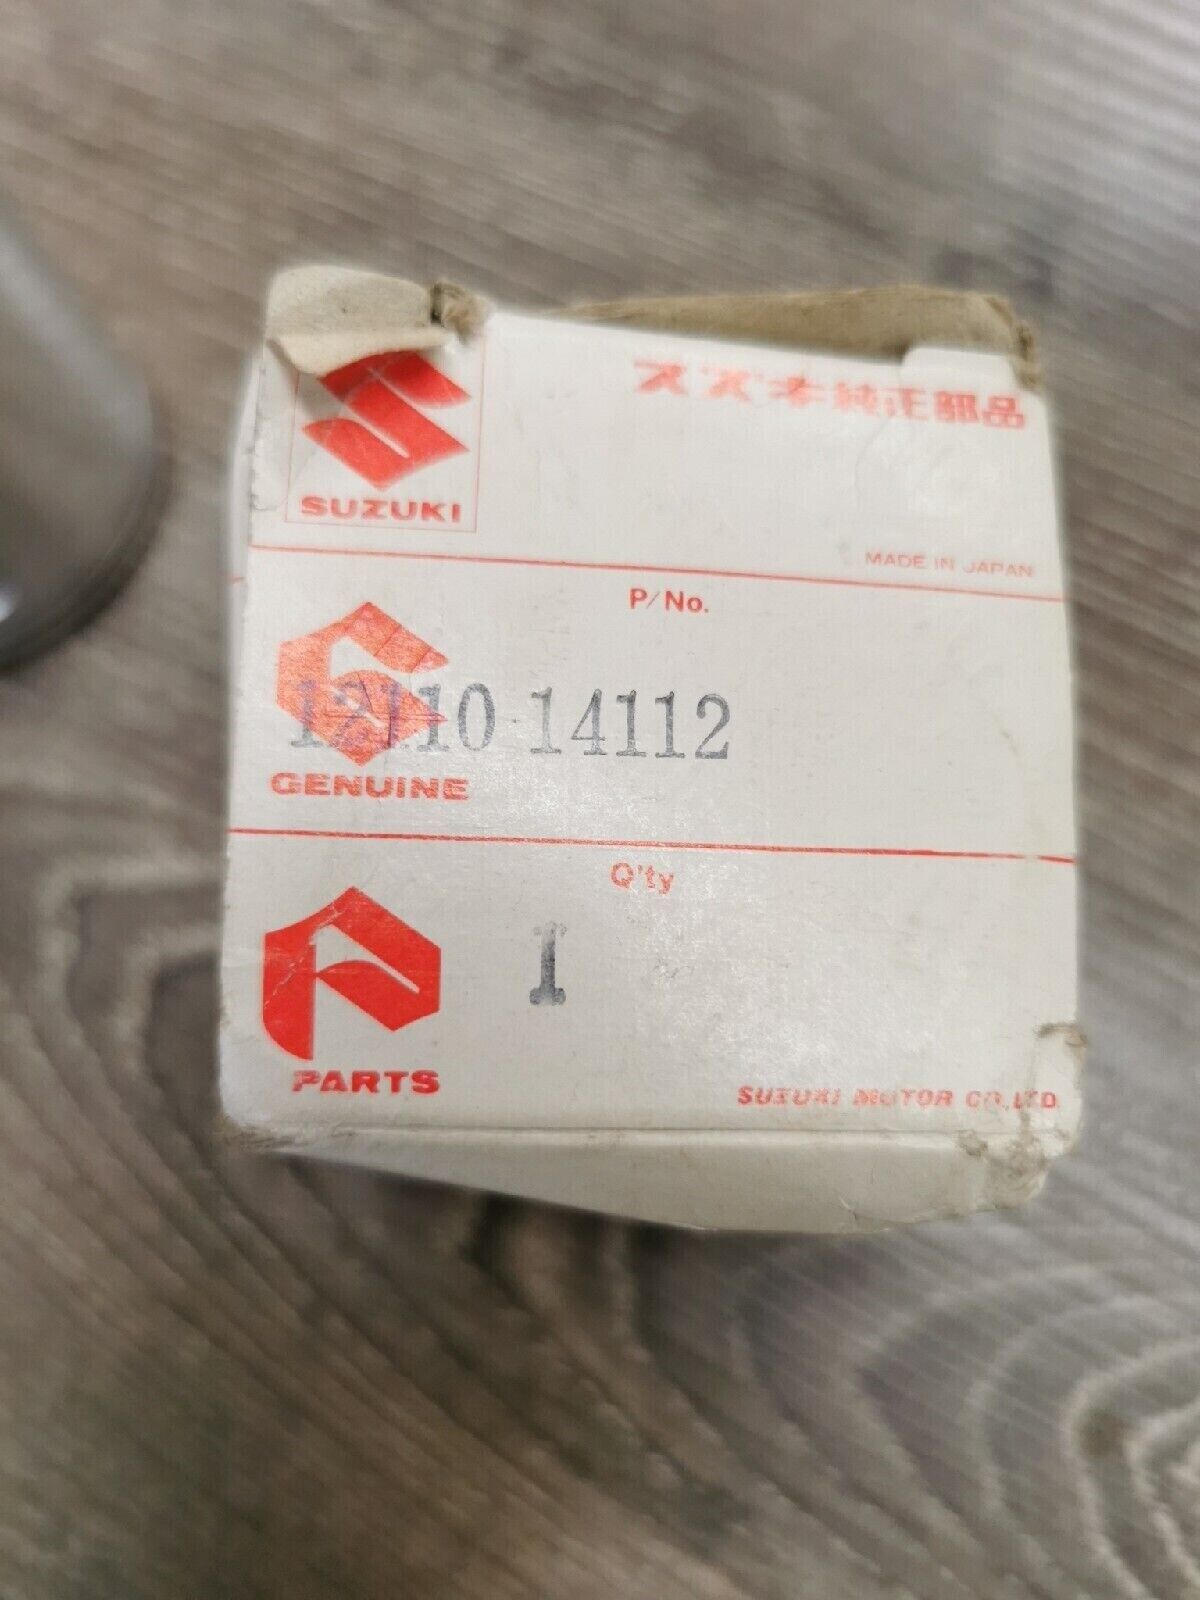 スズキ純正部品
SUZUKI
MADE IN JAPAN
P/No.
12110-14112
GENUINE
Q'ty
1
PARTS
SUZUKI MOTOR CO.,LTD.